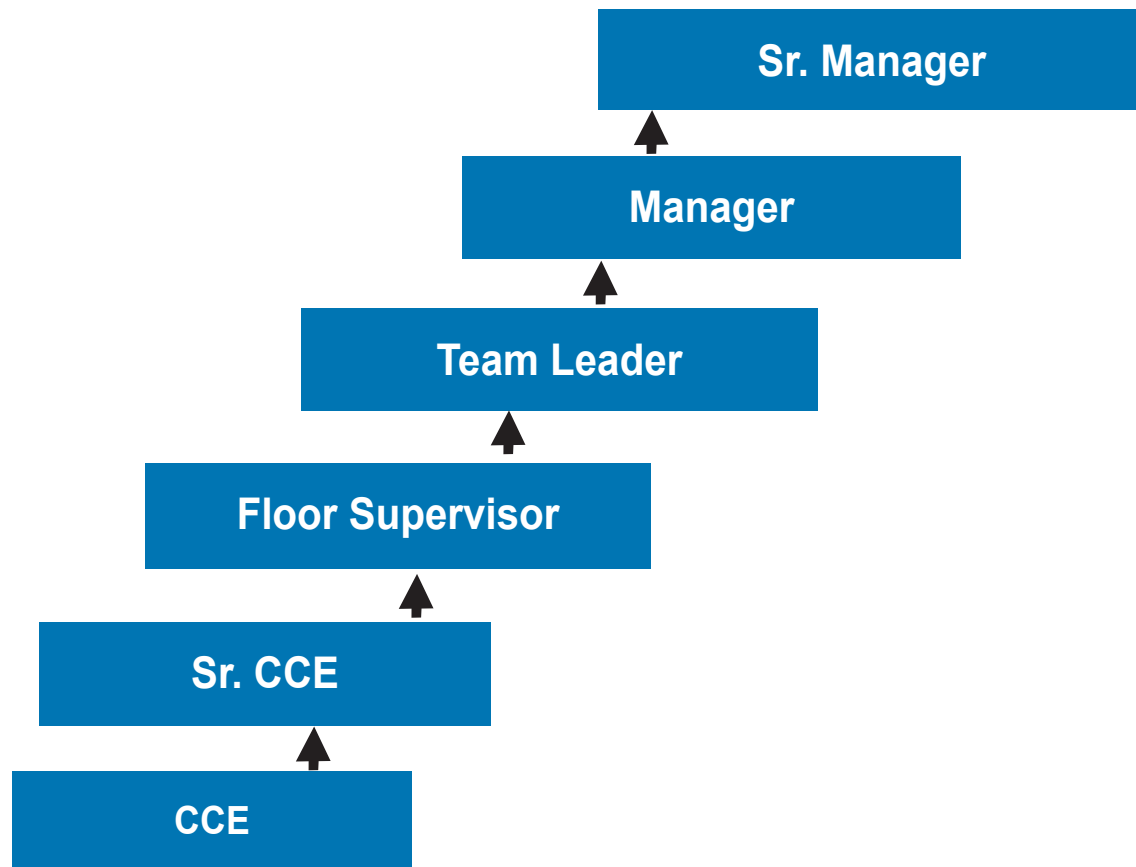 Sr. Manager
Manager
Team Leader
Floor Supervisor
Sr. CCE
CCE